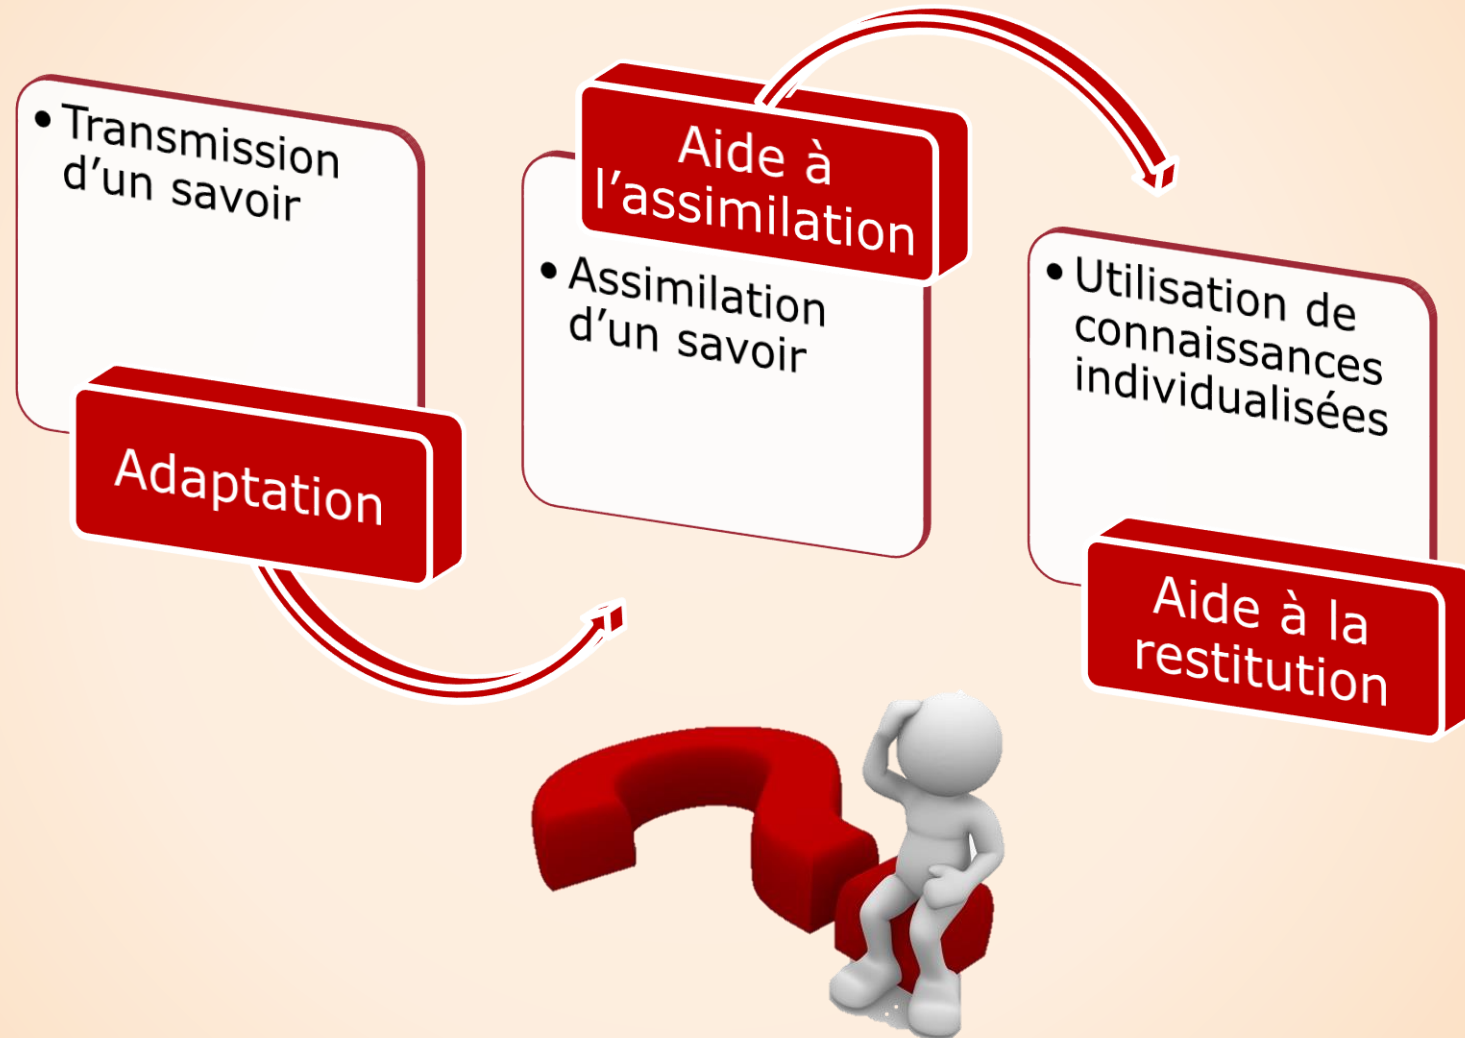 • Transmission
d’un savoir
Adaptation
Aide à
l’assimilation
• Assimilation
d’un savoir
• Utilisation de
connaissances
individualisées
Aide à la
restitution